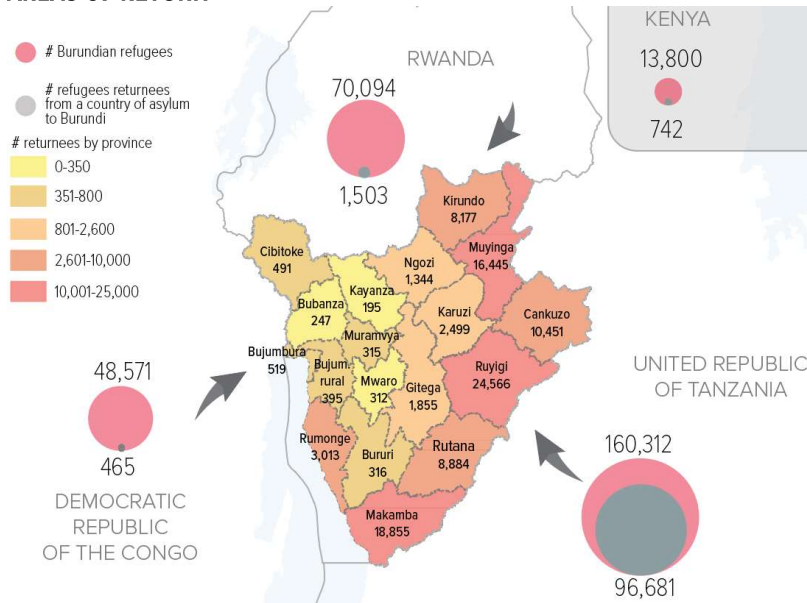 # Burundian refugees
# refugees returnees
from a country of asylum
to Burundi
# returnees by province
0-350
351-800
801-2,600
2,601-10,000
10,001-25,000
RWANDA
70,094
1,503
KENYA
13,800
742
Kirundo
8,177
Muyinga
16,445
Cibitoke
491
Ngozi
1,344
Kayanza
195
Bubanza
247
Karuzi
2,499
Cankuzo
10,451
Muramvya
315
Bujumbura
519
Bujum.
rural
395
Mwaro
312
Gitega
1,855
Ruyigi
24,566
Rumonge
3,013
Bururi
316
Rutana
8,884
Makamba
18,855
48,571
465
DEMOCRATIC
REPUBLIC
OF THE CONGO
UNITED REPUBLIC
OF TANZANIA
160,312
96,681